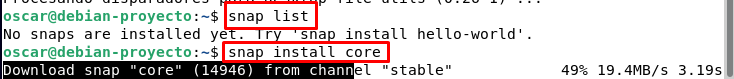 Procesando disparadores para
oscar@debian-proyecto:~$ snap list
No snaps are installed yet. Try 'snap install hello-world'.
oscar@debian-proyecto:~$ snap install core
Download snap "core" (14946) from channel "stable" 49% 19.4MB/s 3.19s